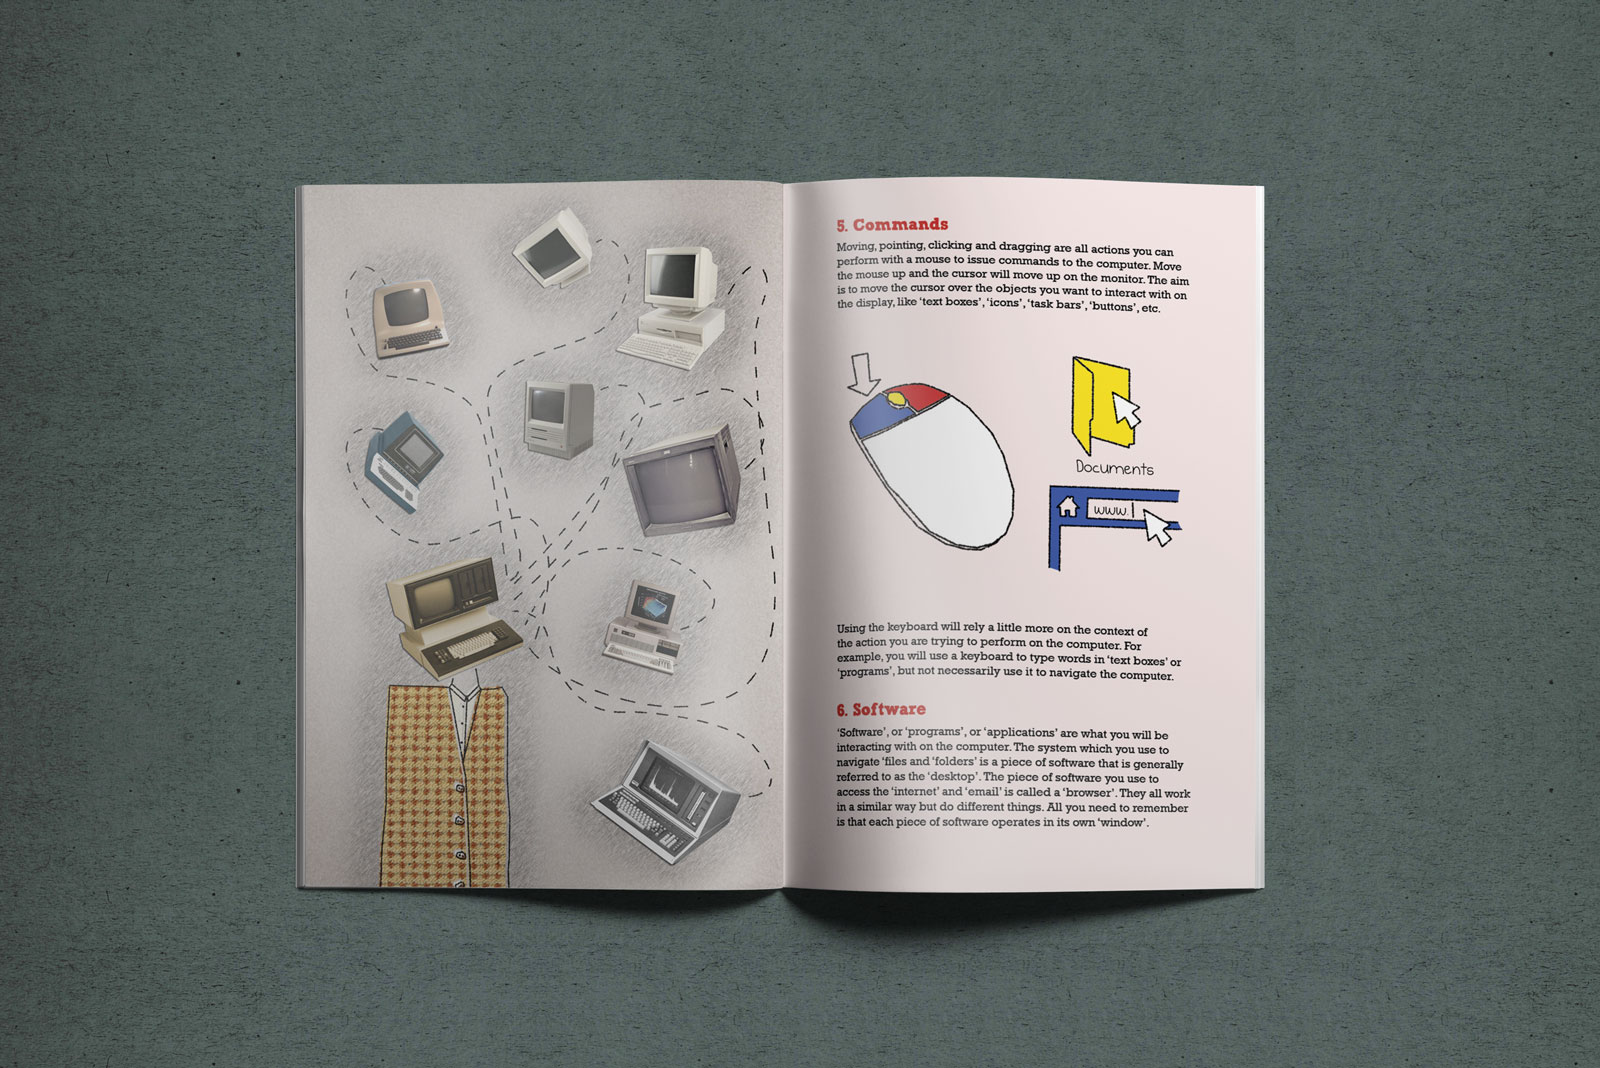 5. Commands
Moving, pointing, clicking and dragging are all actions you can
perform with a mouse to issue commands to the computer. Move
the mouse up and the cursor will move up on the monitor. The aim
is to move the cursor over the objects you want to interact with on
the display, like ‘text boxes’, ‘icons’, ‘task bars’, ‘buttons’, etc.
Documents
www.
Using the keyboard will rely a little more on the context of
the action you are trying to perform on the computer. For
example, you will use a keyboard to type words in ‘text boxes’ or
‘programs’, but not necessarily use it to navigate the computer.
6. Software
‘Software’, or ‘programs’, or ‘applications’ are what you will be
interacting with on the computer. The system which you use to
navigate ‘files and ‘folders’ is a piece of software that is generally
referred to as the ‘desktop’. The piece of software you use to
access the ‘internet’ and ‘email’ is called a ‘browser’. They all work
in a similar way but do different things. All you need to remember
is that each piece of software operates in its own ‘window’.